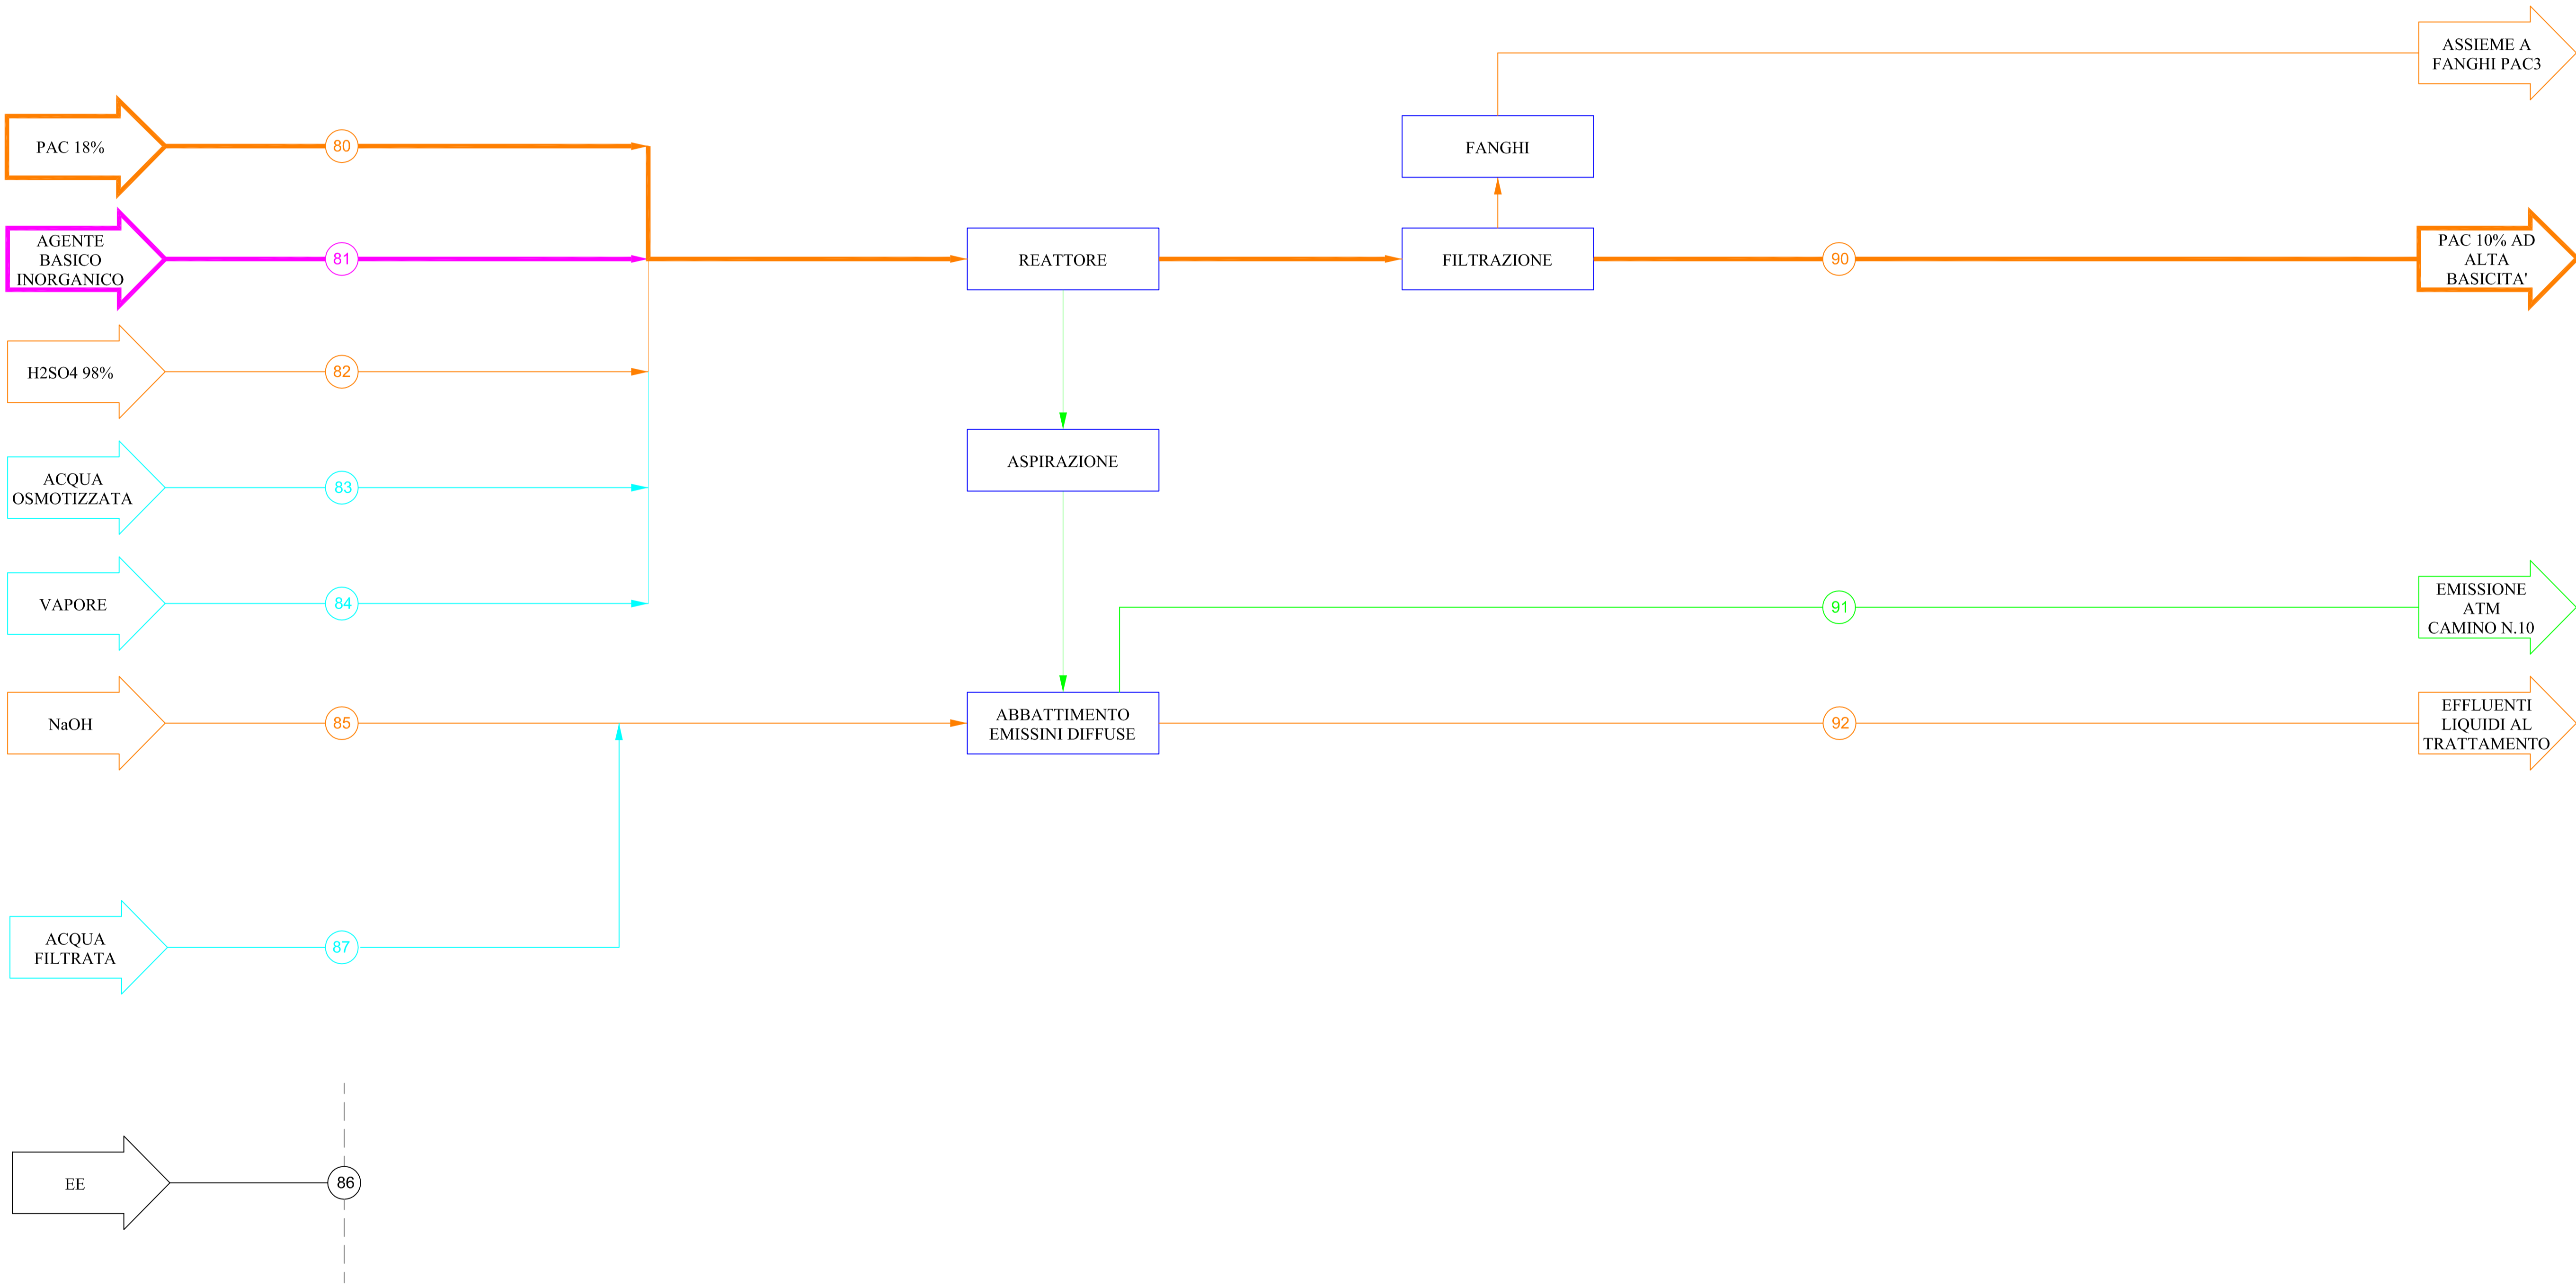 ASSIEME A
FANGHI PAC3
PAC 18%
80
FANGHI
AGENTE
BASICO
INORGANICO
81
REATTORE
FILTRAZIONE
90
PAC 10% AD
ALTA
BASICITA'
H2SO4 98%
82
ACQUA
OSMOTIZZATA
83
ASPIRAZIONE
VAPORE
84
91
EMISSIONE
ATM
CAMINO N.10
NaOH
85
ABBATTIMENTO
EMISSINI DIFFUSE
92
EFFLUENTI
LIQUIDI AL
TRATTAMENTO
ACQUA
FILTRATA
87
EE
86